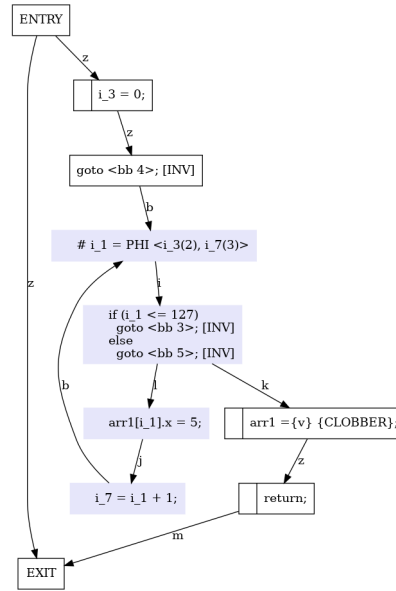 ENTRY
z
i_3 = 0;
z
goto <bb 4>; [INV]
b
# i_1 = PHI <i_3(2), i_7(3)>
z
i
if (i_1 <= 127)
goto <bb 3>; [INV]
else
goto <bb 5>; [INV]
b
l
k
arr1[i_1].x = 5;
arr1 ={v} {CLOBBER};
j
z
i_7 = i_1 + 1;
return;
m
EXIT